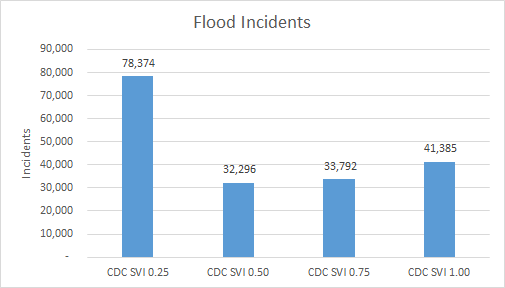 Flood Incidents
90,000
80,000
70,000
60,000
50,000
40,000
30,000
20,000
10,000
-
Incidents
78,374
32,296
33,792
41,385
CDC SVI 0.25
CDC SVI 0.50
CDC SVI 0.75
CDC SVI 1.00